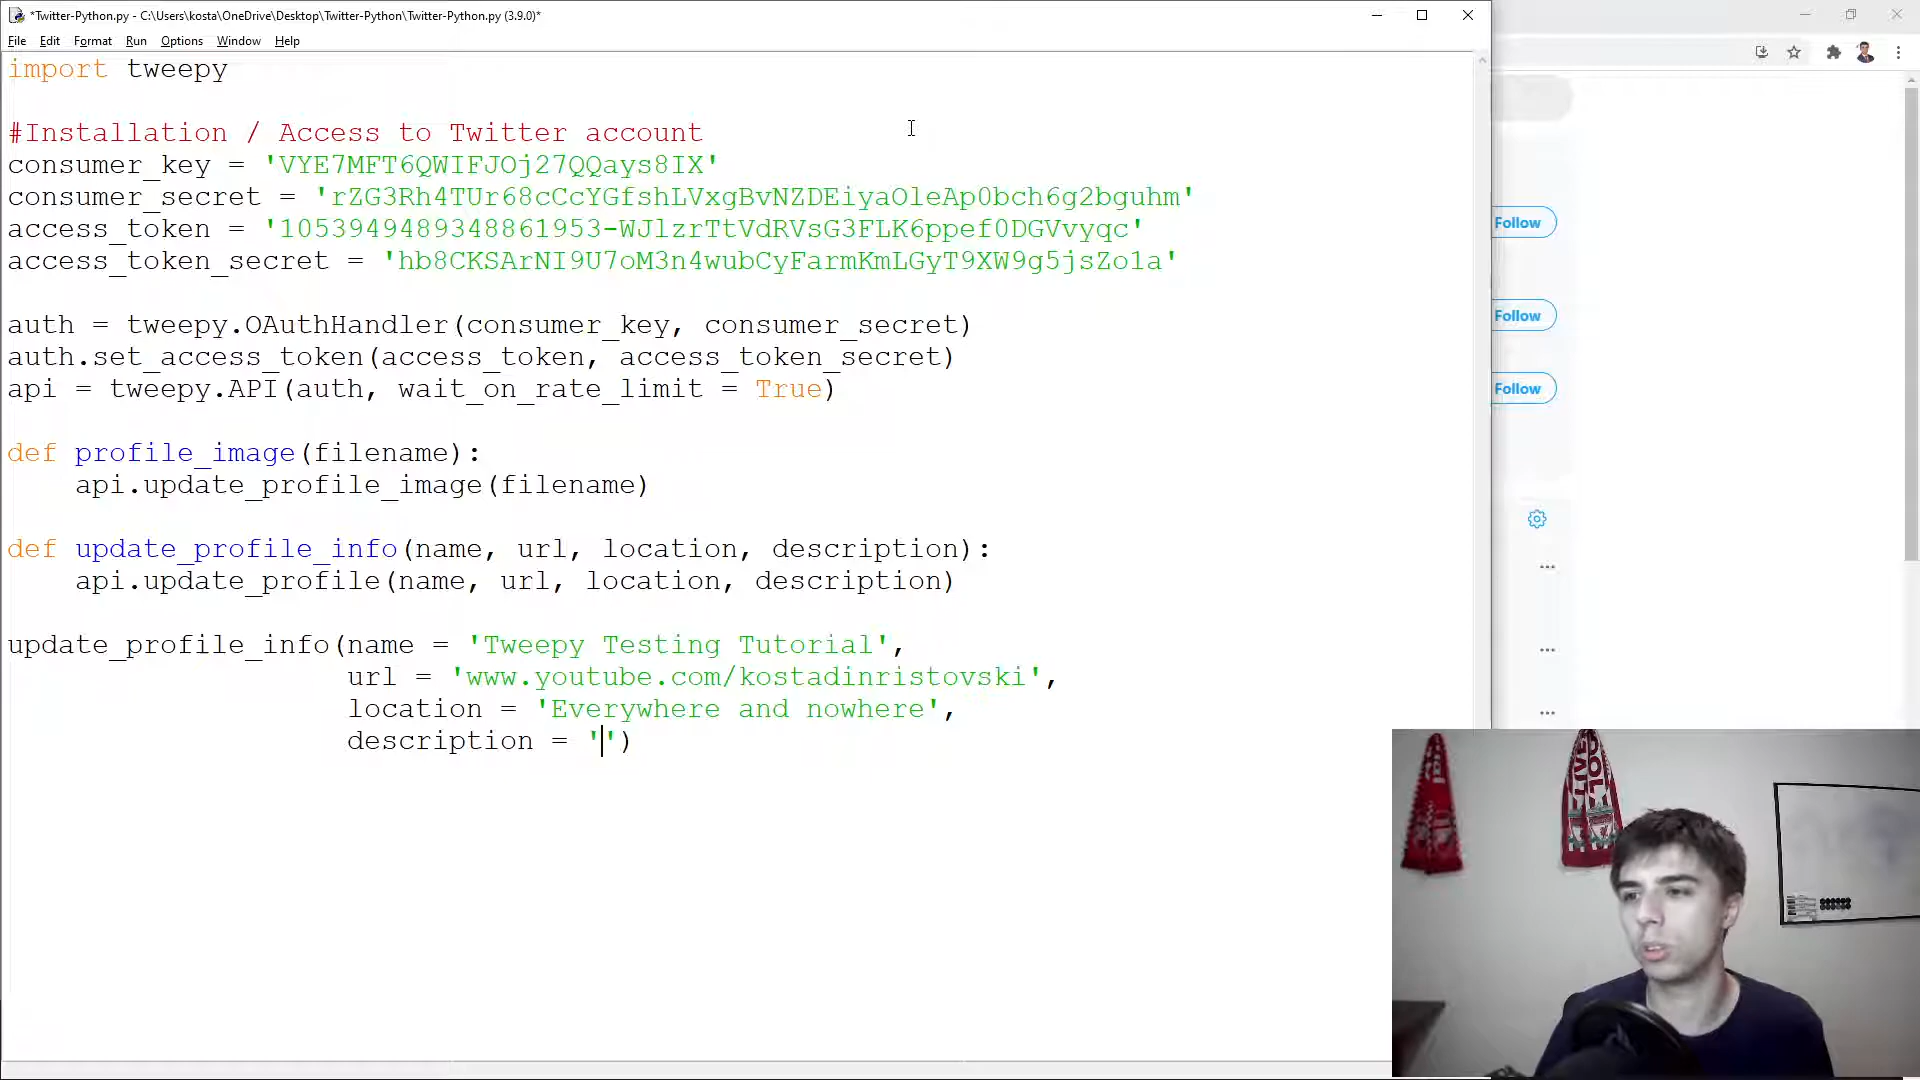 *Twitter-Python.py - C:\Users\kosta\OneDrive\Desktop\Twitter-Python\Twitter-Python.py (3.9.0)*
File Edit Format Run Options Window Help
import tweepy
#Installation / Access to Twitter account
consumer_key = 'VYE7MFT6QWIFJOj27QQays8IX'
consumer_secret = 'rZG3Rh4TUr68cCcYGfshLVxgBvNZDEiyaOleAp0bch6g2bguhm'
access_token = '1053949489348861953-WJlzrTtVdRVsG3FLK6ppef0DGVvyqc'
access_token_secret = 'hb8CKSArNI9U7oM3n4wubCyFarmKmLGyT9XW9g5jsZo1a'
auth = tweepy.OAuthHandler(consumer_key, consumer_secret)
auth.set_access_token(access_token, access_token_secret)
api = tweepy.API(auth, wait_on_rate_limit = True)
def profile_image(filename):
api.update_profile_image(filename)
def update_profile_info(name, url, location, description):
api.update_profile(name, url, location, description)
update_profile_info(name = 'Tweepy Testing Tutorial',
url = 'www.youtube.com/kostadinristovski',
location = 'Everywhere and nowhere',
description = '')
Follow
Follow
Follow